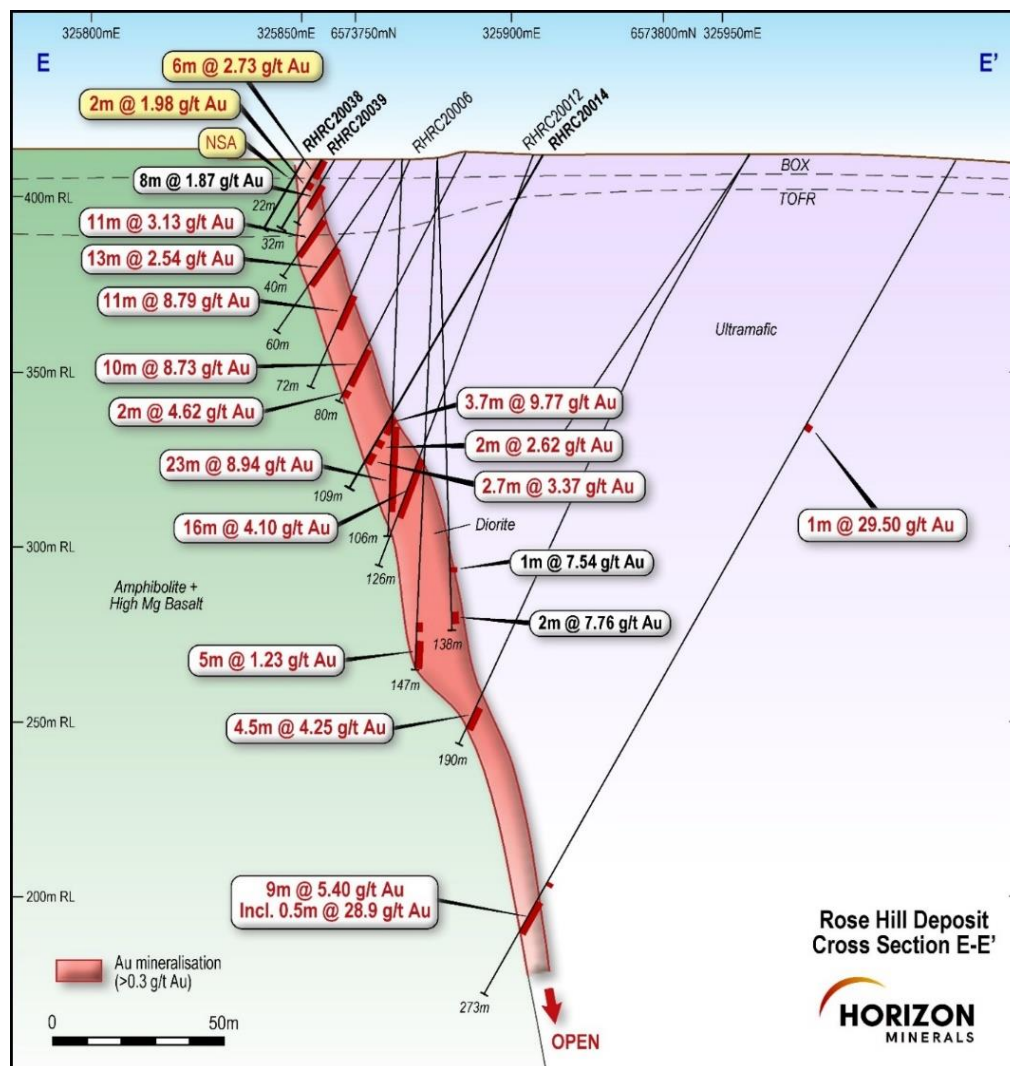 325800mE
325850mE
6573750mN
325900mE
6573800mN
325950mE
E
E'
6m @ 2.73 g/t Au
2m @ 1.98 g/t Au
NSA
RHRC20038
RHRC20039
RHRC20006
RHRC20012
RHRC20014
8m @ 1.87 g/t Au
BOX
400m RL
TOFR
22m
11m @ 3.13 g/t Au
32m
13m @ 2.54 g/t Au
40m
11m @ 8.79 g/t Au
60m
Ultramafic
10m @ 8.73 g/t Au
350m RL
72m
2m @ 4.62 g/t Au
80m
3.7m @ 9.77 g/t Au
2m @ 2.62 g/t Au
23m @ 8.94 g/t Au
2.7m @ 3.37 g/t Au
109m
16m @ 4.10 g/t Au
Diorite
1m @ 29.50 g/t Au
106m
300m RL
126m
1m @ 7.54 g/t Au
Amphibolite +
High Mg Basalt
2m @ 7.76 g/t Au
138m
5m @ 1.23 g/t Au
147m
250m RL
4.5m @ 4.25 g/t Au
190m
9m @ 5.40 g/t Au
Incl. 0.5m @ 28.9 g/t Au
200m RL
Rose Hill Deposit
Cross Section E-E'
Au mineralisation
(>0.3 g/t Au)
273m
0
50m
OPEN
HORIZON
MINERALS